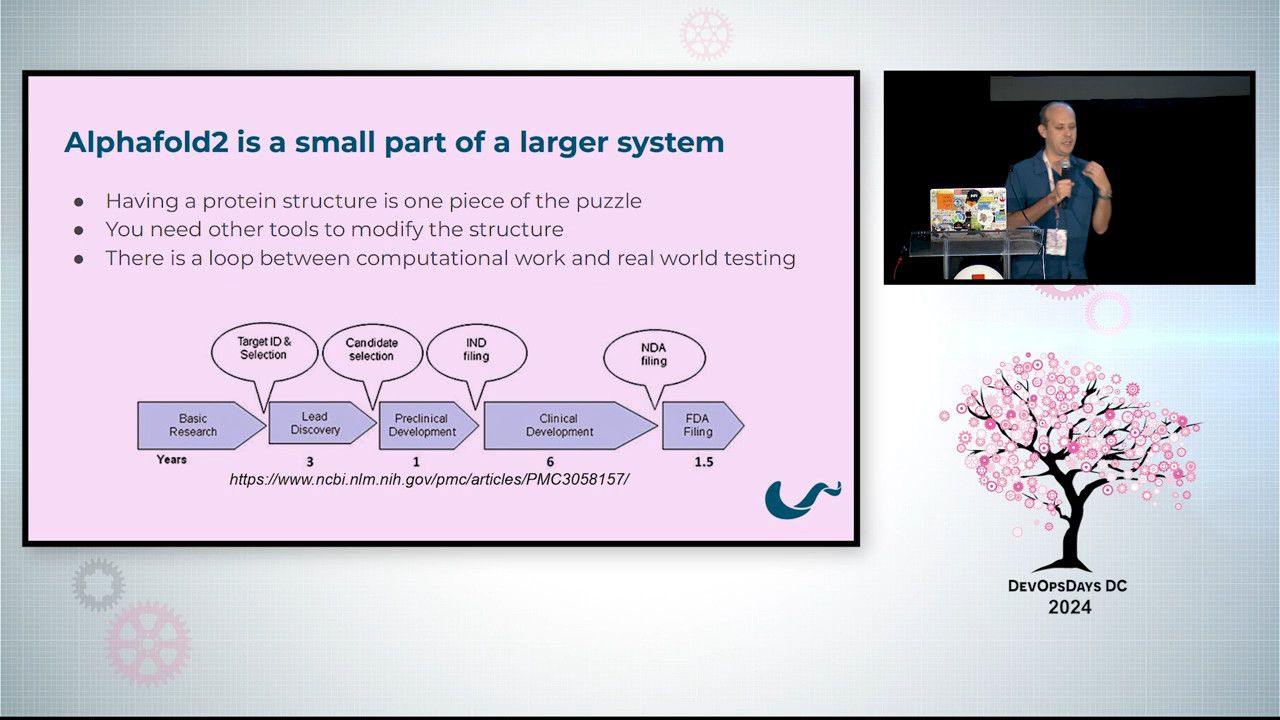 Alphafold2 is a small part of a larger system
● Having a protein structure is one piece of the puzzle
● You need other tools to modify the structure
● There is a loop between computational work and real world testing
Target ID &
Selection
Candidate
selection
IND
filing
NDA
filing
Basic
Research
Lead
Discovery
Preclinical
Development
Clinical
Development
FDA
Filing
Years
3
1
6
1.5
https://www.ncbi.nlm.nih.gov/pmc/articles/PMC3058157/
DevOpsDays DC
2024